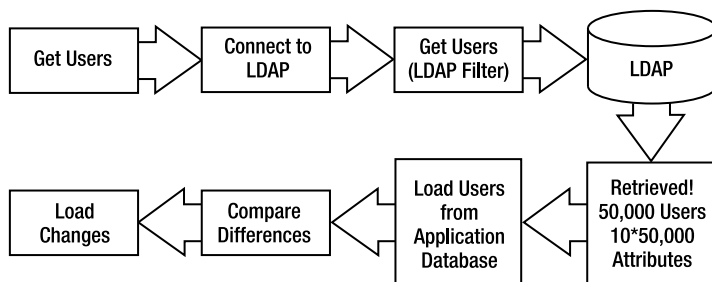 Get Users
Connect to
LDAP
Get Users
(LDAP Filter)
LDAP
Retrieved!
50,000 Users
10*50,000
Attributes
Load Users
from
Application
Database
Compare
Differences
Load
Changes